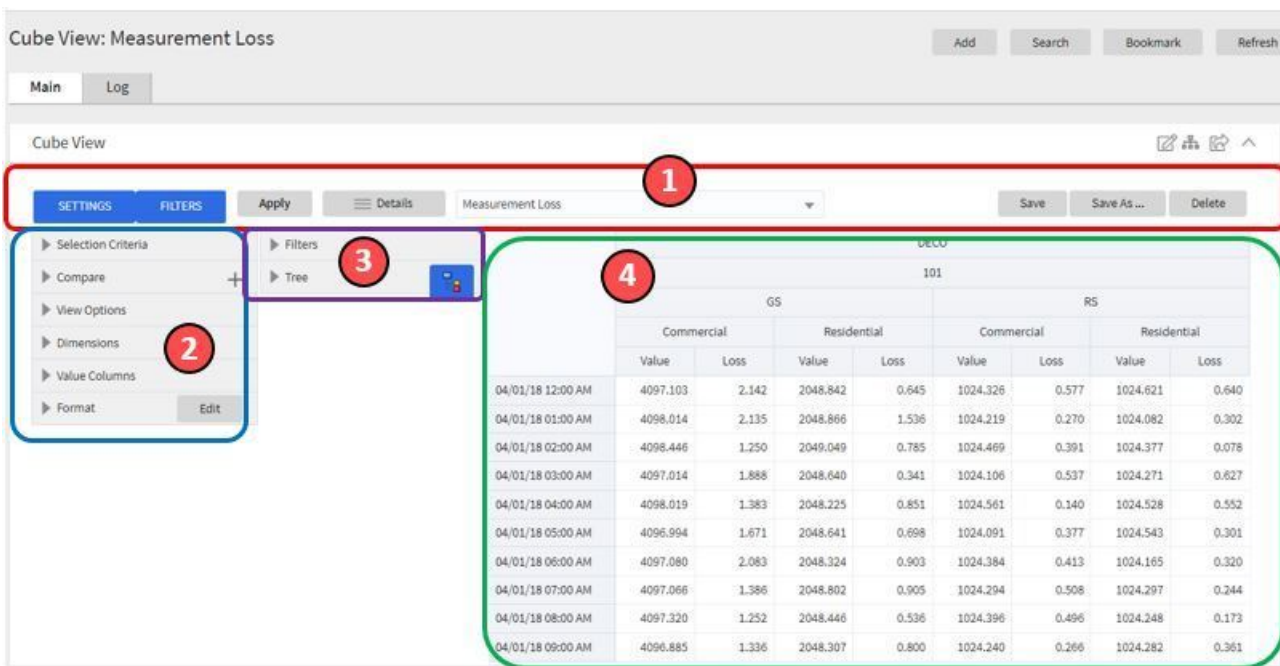 Cube View: Measurement Loss
Add Search Bookmark Refresh
Main Log
Cube View
1
SETTINGS FILTERS Apply Details Measurement Loss Save Save As ... Delete
Selection Criteria
Compare
View Options
Dimensions
Value Columns
Format Edit
2
Filters
Tree
3
4
DECO
101
GS RS
Commercial Residential Commercial Residential
Value Loss Value Loss Value Loss Value Loss
04/01/18 12:00 AM 4097.103 2.142 2048.842 0.645 1024.326 0.577 1024.621 0.640
04/01/18 01:00 AM 4098.014 2.135 2048.866 1.536 1024.219 0.270 1024.082 0.302
04/01/18 02:00 AM 4098.446 1.250 2049.049 0.785 1024.469 0.391 1024.377 0.078
04/01/18 03:00 AM 4097.014 1.888 2048.640 0.341 1024.106 0.537 1024.271 0.627
04/01/18 04:00 AM 4098.019 1.383 2048.225 0.851 1024.561 0.140 1024.528 0.552
04/01/18 05:00 AM 4096.994 1.671 2048.641 0.698 1024.091 0.377 1024.543 0.301
04/01/18 06:00 AM 4097.080 2.083 2048.324 0.903 1024.384 0.413 1024.165 0.320
04/01/18 07:00 AM 4097.066 1.386 2048.802 0.905 1024.294 0.508 1024.297 0.244
04/01/18 08:00 AM 4097.320 1.252 2048.446 0.536 1024.396 0.496 1024.248 0.173
04/01/18 09:00 AM 4096.885 1.336 2048.307 0.800 1024.240 0.266 1024.282 0.361